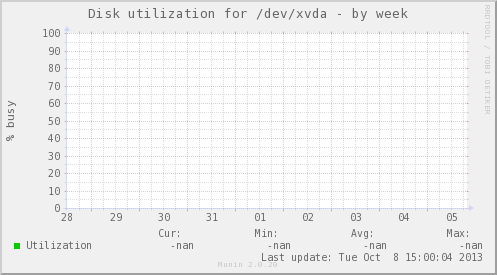 Disk utilization for /dev/xvda - by week
RRDTOOL / TOBI OETIKER
% busy
100
90
80
70
60
50
40
30
20
10
0
28 29 30 31 01 02 03 04 05
Cur: Min: Avg: Max:
Utilization -nan -nan -nan -nan
Last update: Tue Oct 8 15:00:04 2013
Munin 2.0.20